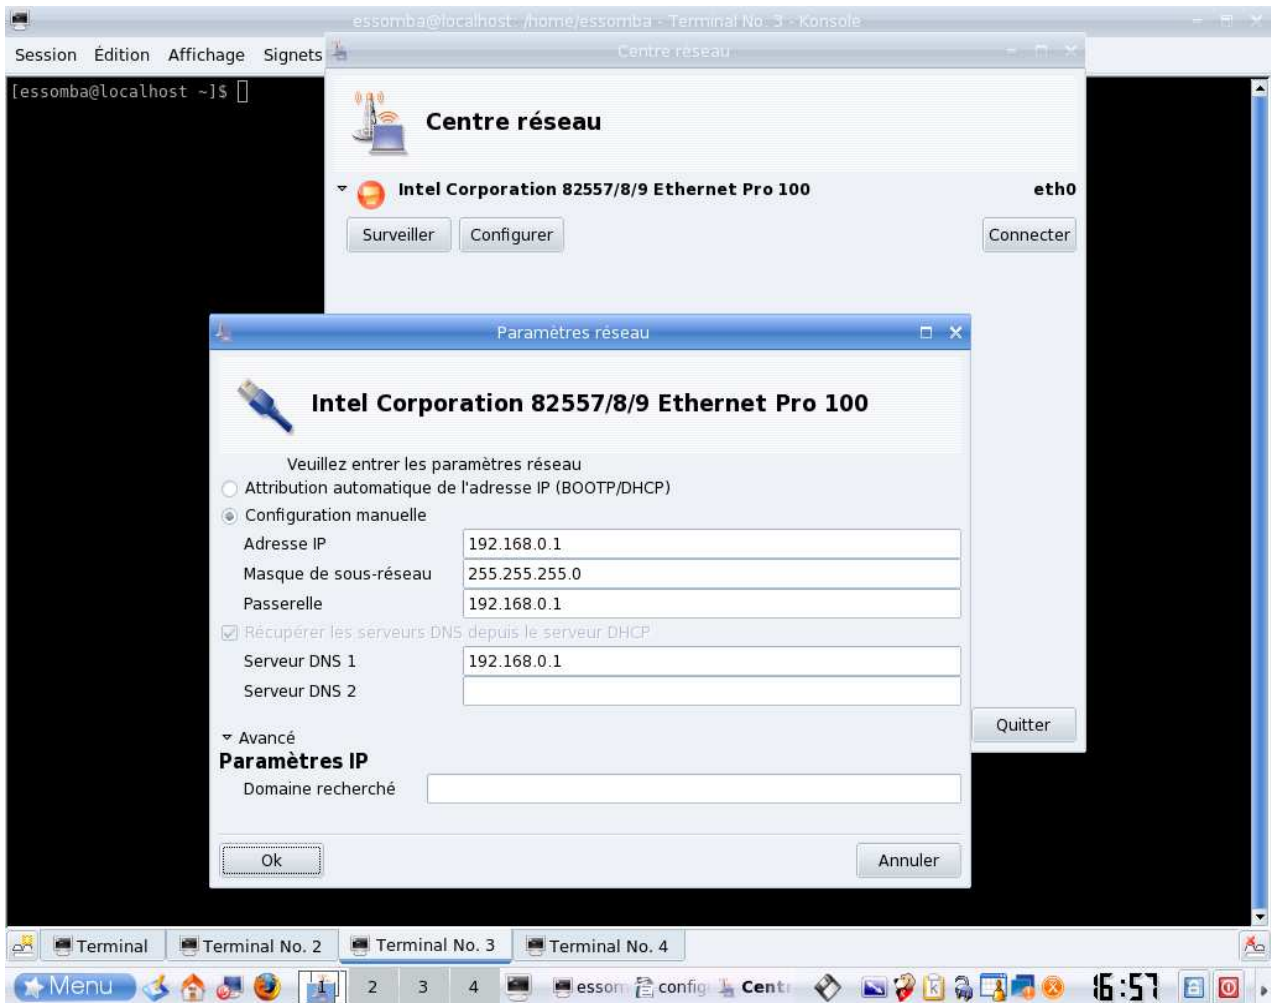 essomba@localhost: /home/essomba - Terminal No. 3 - Konsole
Session Édition Affichage Signets
Centre réseau
[essomba@localhost ~]$
Centre réseau
Intel Corporation 82557/8/9 Ethernet Pro 100 eth0
Surveiller Configurer Connecter
Paramètres réseau
Intel Corporation 82557/8/9 Ethernet Pro 100
Veuillez entrer les paramètres réseau
Attribution automatique de l'adresse IP (BOOTP/DHCP)
Configuration manuelle
Adresse IP 192.168.0.1
Masque de sous-réseau 255.255.255.0
Passerelle 192.168.0.1
Récupérer les serveurs DNS depuis le serveur DHCP
Serveur DNS 1 192.168.0.1
Serveur DNS 2
Quitter
Avancé
Paramètres IP
Domaine recherché
Ok Annuler
Terminal Terminal No. 2 Terminal No. 3 Terminal No. 4
Menu 1 2 3 4 essom config Centr 16:57